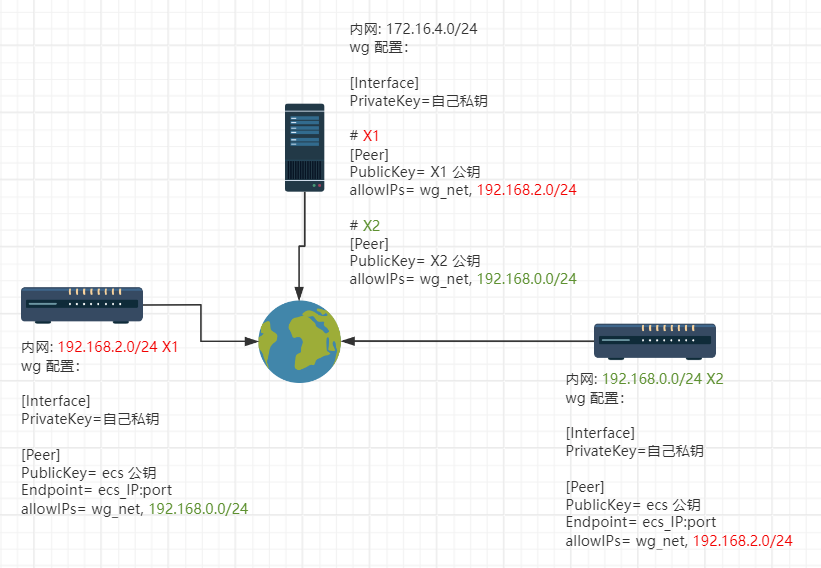 内网: 172.16.4.0/24
wg 配置：
[Interface]
PrivateKey=自己私钥
# X1
[Peer]
PublicKey= X1 公钥
allowIPs= wg_net, 192.168.2.0/24
# X2
[Peer]
PublicKey= X2 公钥
allowIPs= wg_net, 192.168.0.0/24
内网: 192.168.2.0/24 X1
wg 配置：
[Interface]
PrivateKey=自己私钥
[Peer]
PublicKey= ecs 公钥
Endpoint= ecs_IP:port
allowIPs= wg_net, 192.168.0.0/24
内网: 192.168.0.0/24 X2
wg 配置：
[Interface]
PrivateKey=自己私钥
[Peer]
PublicKey= ecs 公钥
Endpoint= ecs_IP:port
allowIPs= wg_net, 192.168.2.0/24